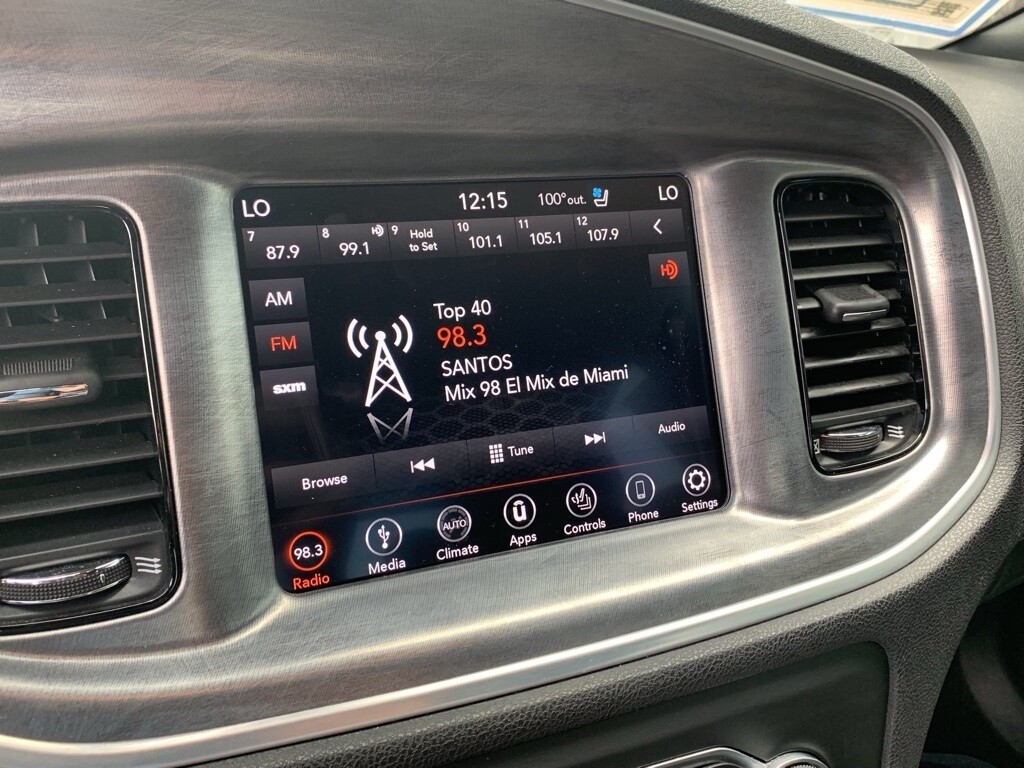 LO 12:15 100° out. LO
7 87.9 8 99.1 HD 9 Hold to Set 10 101.1 11 105.1 12 107.9
HD
AM
FM
sxm
Top 40
98.3
SANTOS
Mix 98 El Mix de Miami
Browse Tune Audio
98.3 AUTO
Radio Media Climate Apps Controls Phone Settings